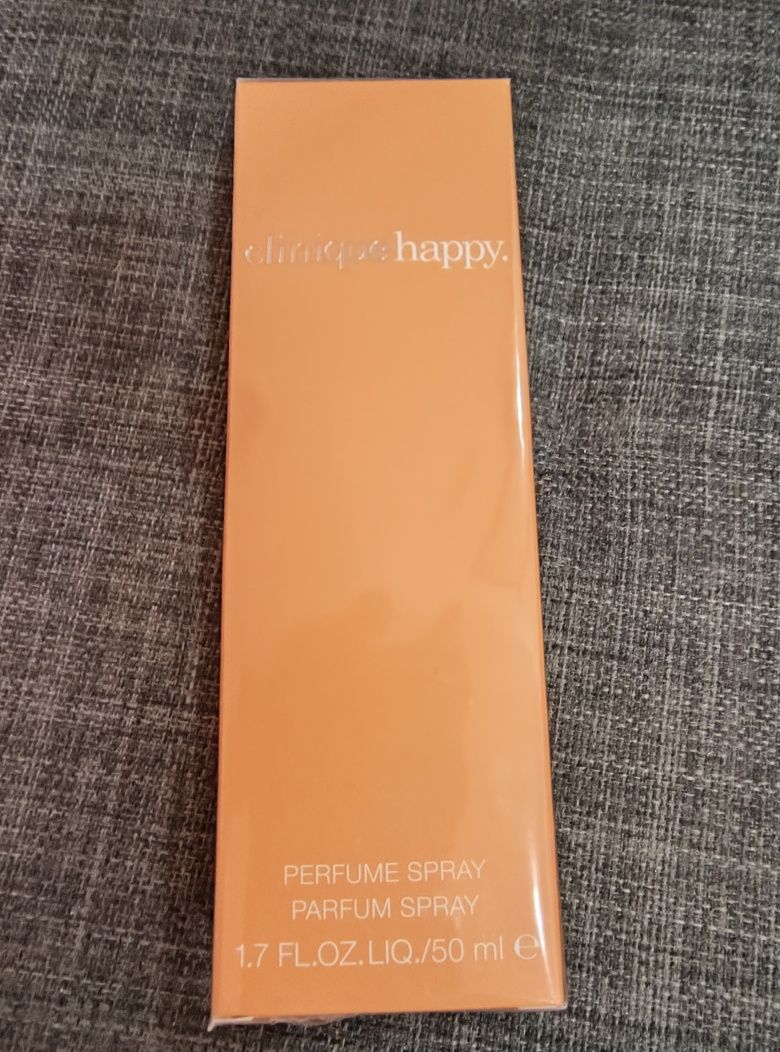 clinique happy.
PERFUME SPRAY
PARFUM SPRAY
1.7 FL.OZ.LIQ./50 ml ℮